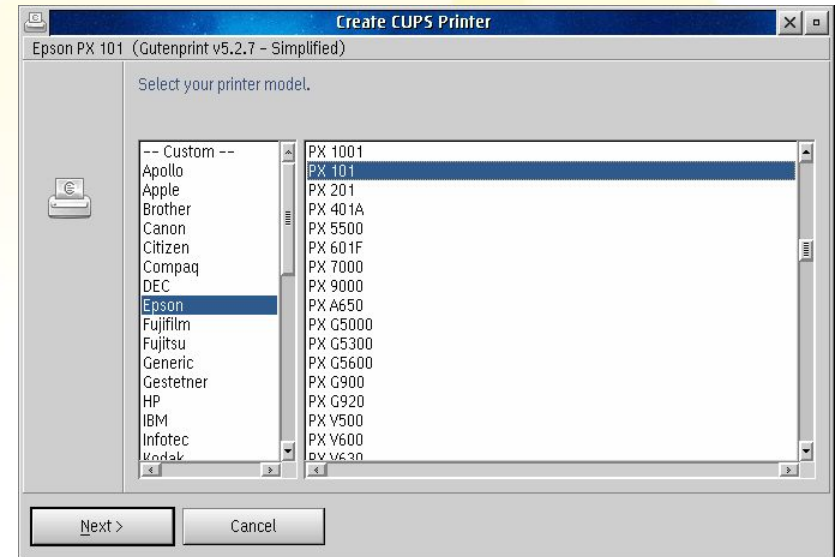 Create CUPS Printer
Epson PX 101 (Gutenprint v5.2.7 - Simplified)
Select your printer model.
-- Custom --
Apollo
Apple
Brother
Canon
Citizen
Compaq
DEC
Epson
Fujifilm
Fujitsu
Generic
Gestetner
HP
IBM
Infotec
Kodak
PX 1001
PX 101
PX 201
PX 401A
PX 5500
PX 601F
PX 7000
PX 9000
PX A650
PX G5000
PX G5300
PX G5600
PX G900
PX G920
PX V500
PX V600
PX V630
Next >
Cancel